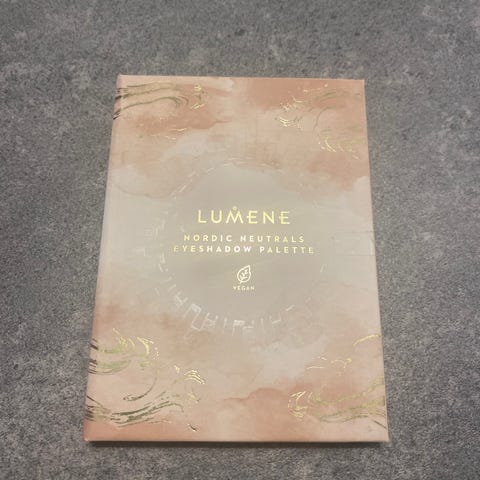 LUMENE
NORDIC NEUTRALS
EYESHADOW PALETTE
VEGAN